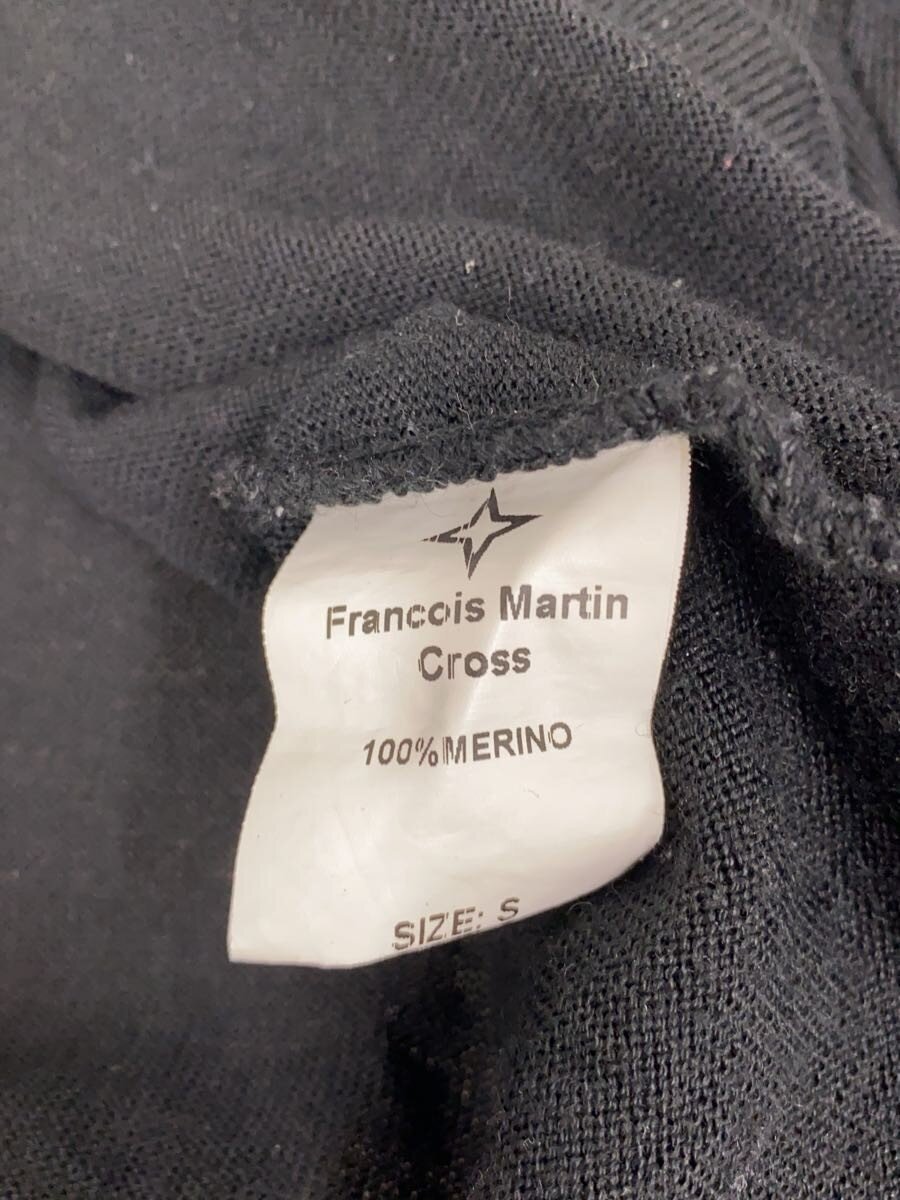 Francois Martin
Cross
100% MERINO
SIZE: S